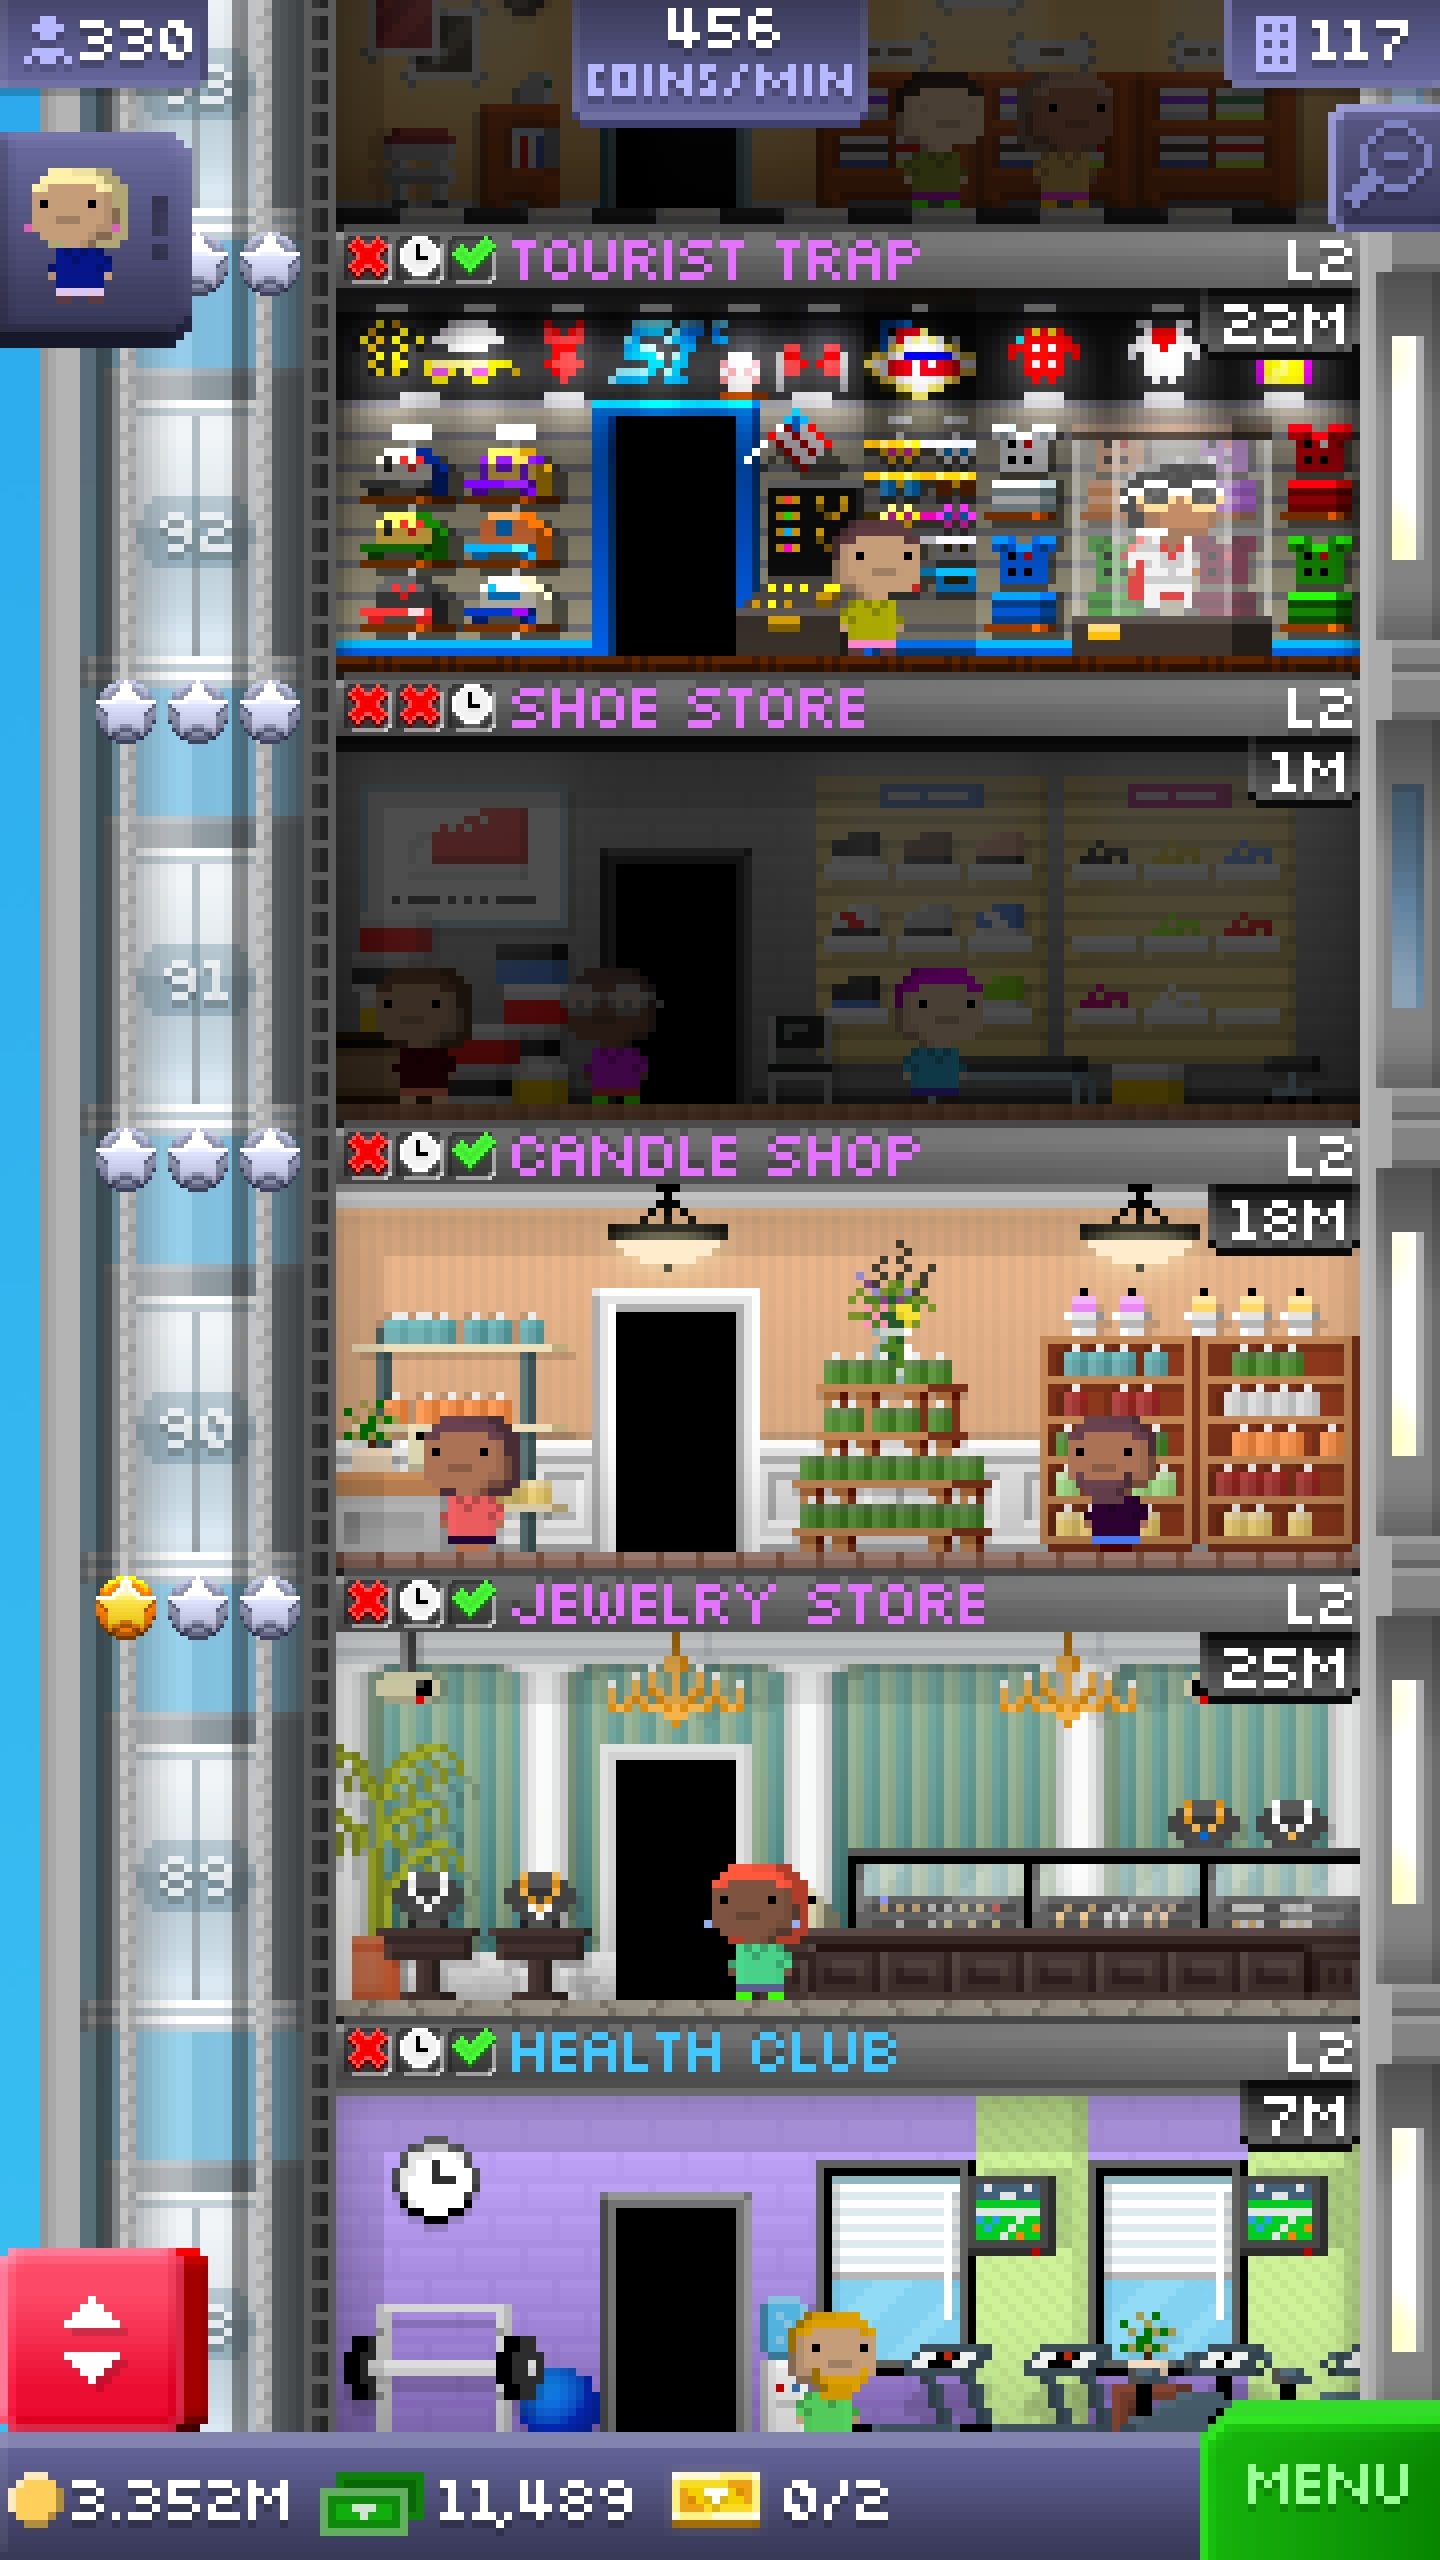 330
456
COINS/MIN
117
TOURIST TRAP
L2
22M
92
SHOE STORE
L2
1M
91
CANDLE SHOP
L2
18M
90
JEWELRY STORE
L2
25M
89
HEALTH CLUB
L2
7M
3.352M
11,489
0/2
MENU